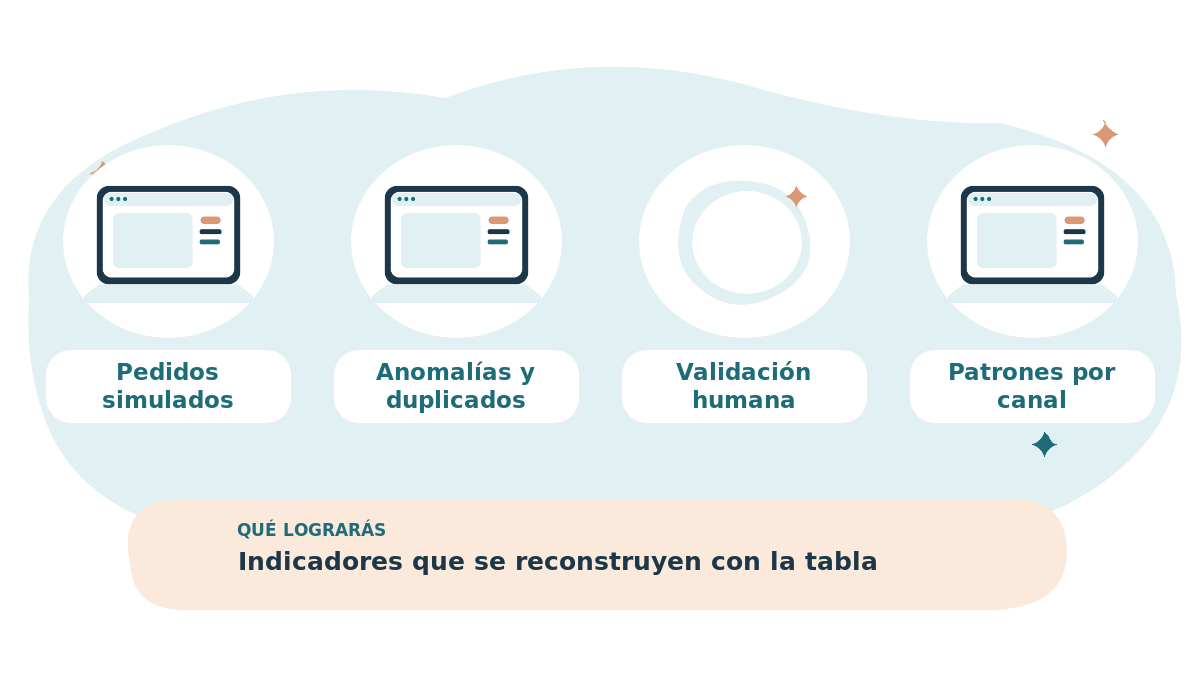 Pedidos
simulados
Anomalías y
duplicados
Validación
humana
Patrones por
canal
QUÉ LOGRARÁS
Indicadores que se reconstruyen con la tabla